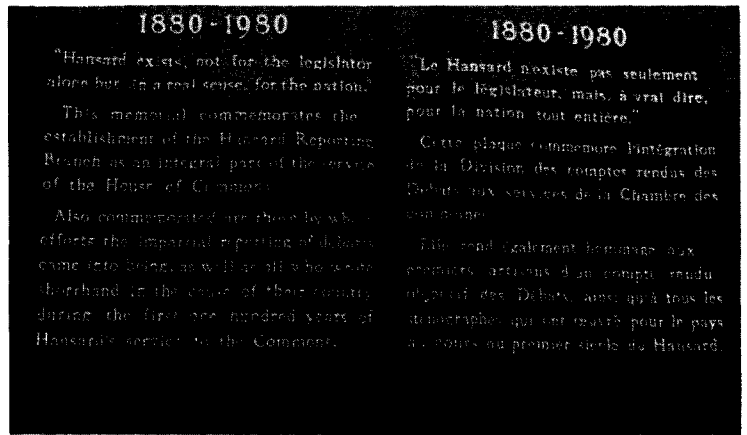 1880-1980
"Hansard exists, not for the legislator
alone but, in a real sense, for the nation."
This memorial commemorates the
establishment of the Hansard Reporting
Branch as an integral part of the service
of the House of Commons.
Also commemorated are those by whose
efforts the impartial reporting of debates
came into being, as well as all who wrote
shorthand in the cause of their country
during the first one hundred years of
Hansard's service to the Commons.
1880-1980
"Le Hansard n'existe pas seulement
pour le législateur, mais, à vrai dire,
pour la nation tout entière."
Cette plaque commémore l'intégration
de la Division des comptes rendus des
Débats aux services de la Chambre des
communes.
Elle rend également hommage aux
premiers artisans d'un compte rendu
objectif des Débats, ainsi qu'à tous les
sténographes qui ont œuvré pour le pays
au cours du premier siècle du Hansard.